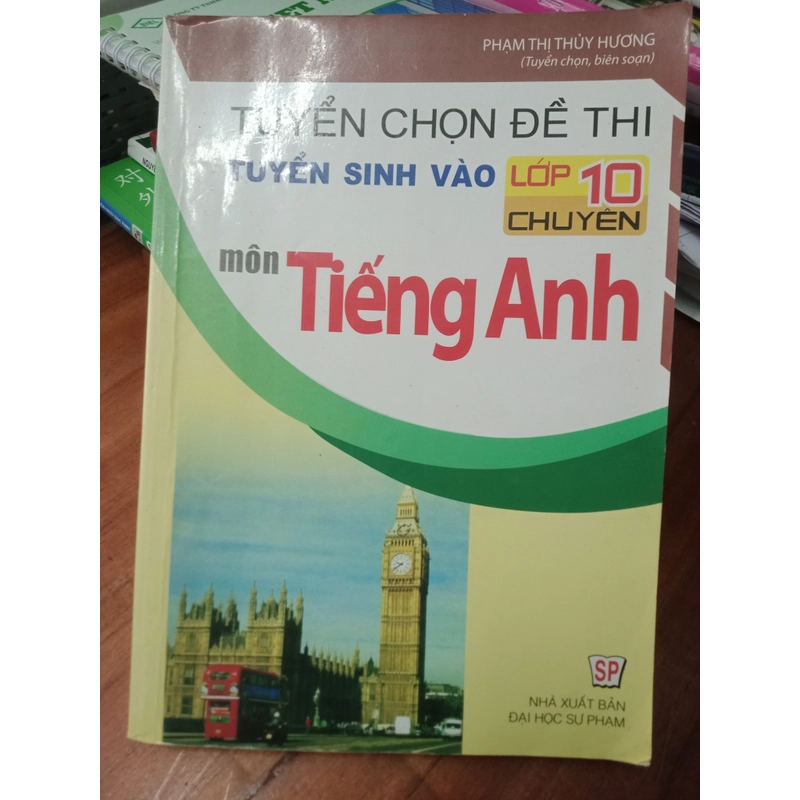 PHẠM THỊ THỦY HƯƠNG
(Tuyển chọn, biên soạn)
TUYỂN CHỌN ĐỀ THI
TUYỂN SINH VÀO LỚP 10
CHUYÊN
môn Tiếng Anh
SP
NHÀ XUẤT BẢN
ĐẠI HỌC SƯ PHẠM